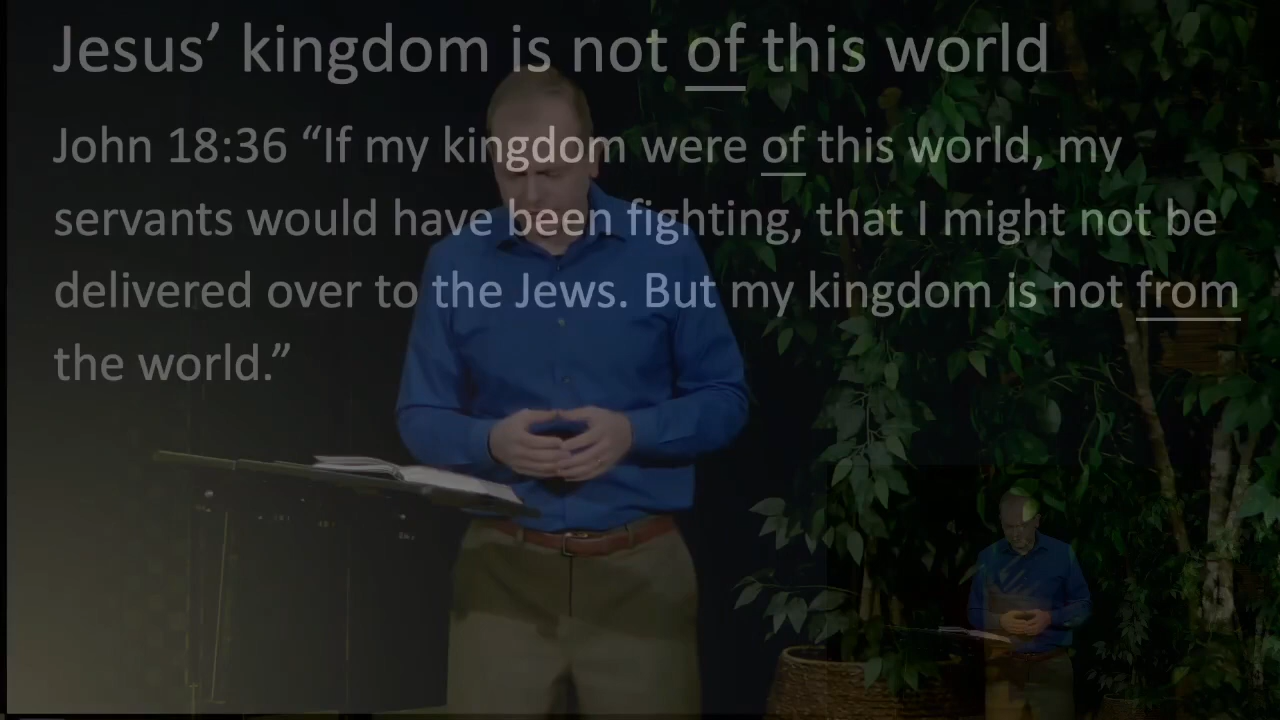 Jesus’ kingdom is not of this world
John 18:36 “If my kingdom were of this world, my
servants would have been fighting, that I might not be
delivered over to the Jews. But my kingdom is not from
the world.”